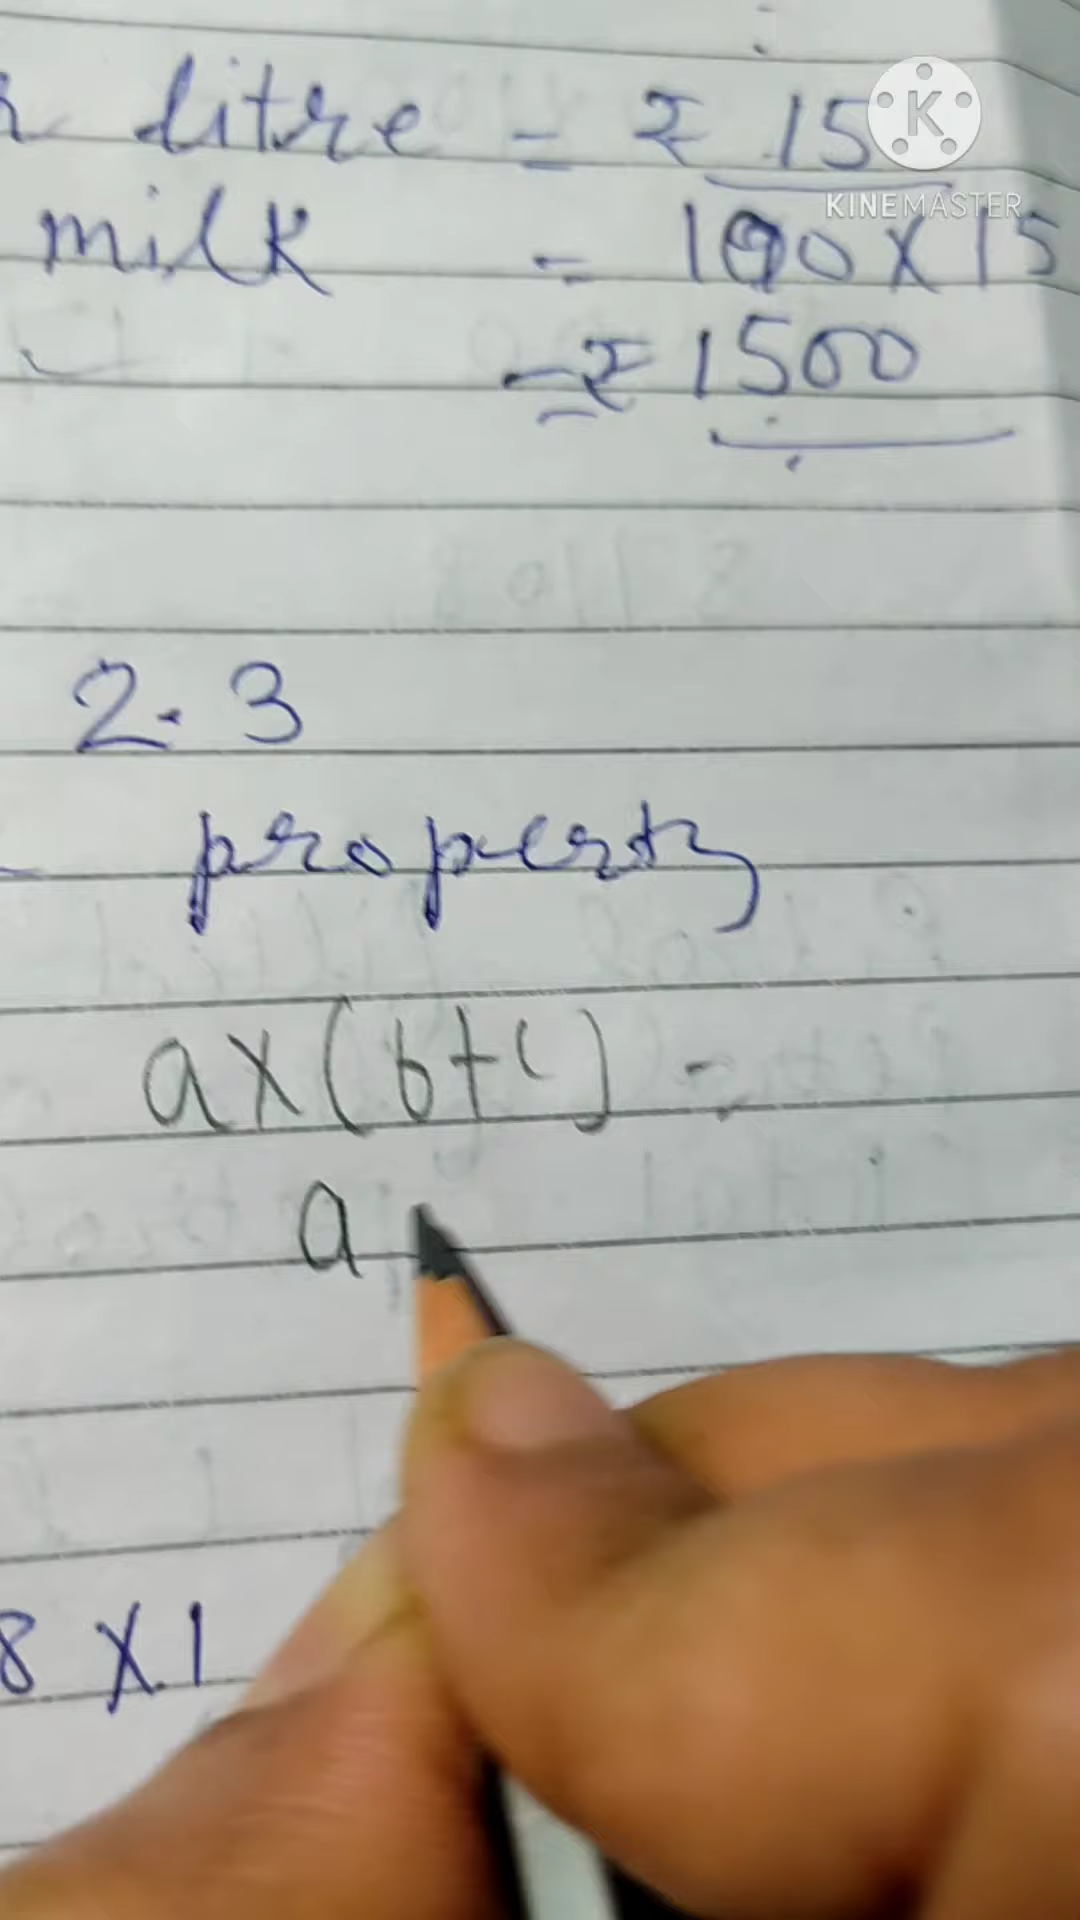 litre = ₹ 15
K
KINEMASTER
milk = 100 x 15
= ₹ 1500
2.3
property
a x (b+c) =
a
8 x 1